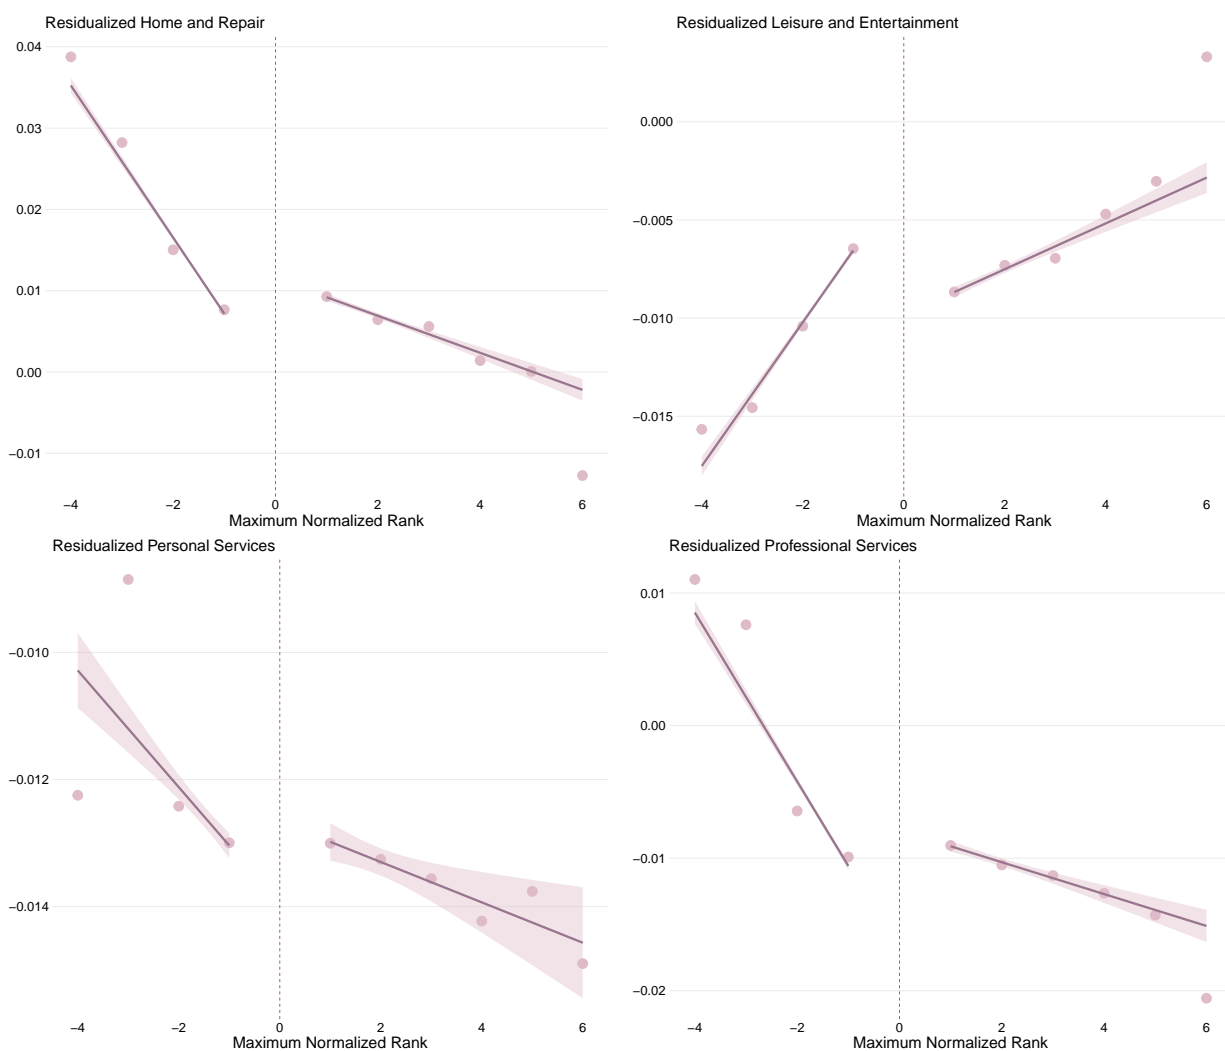 Residualized Home and Repair
0.04
0.03
0.02
0.01
0.00
−0.01
−4 −2 0 2 4 6
Maximum Normalized Rank
Residualized Leisure and Entertainment
0.000
−0.005
−0.010
−0.015
−4 −2 0 2 4 6
Maximum Normalized Rank
Residualized Personal Services
−0.010
−0.012
−0.014
−4 −2 0 2 4 6
Maximum Normalized Rank
Residualized Professional Services
0.01
0.00
−0.01
−0.02
−4 −2 0 2 4 6
Maximum Normalized Rank